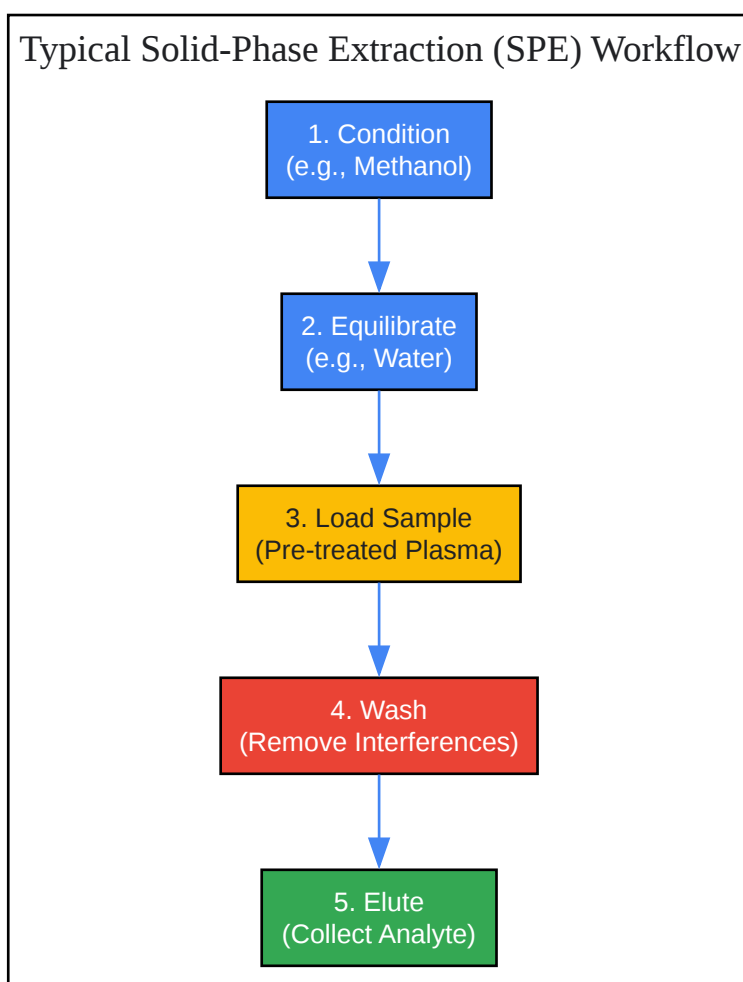 Typical Solid-Phase Extraction (SPE) Workflow
1. Condition
(e.g., Methanol)
2. Equilibrate
(e.g., Water)
3. Load Sample
(Pre-treated Plasma)
4. Wash
(Remove Interferences)
5. Elute
(Collect Analyte)